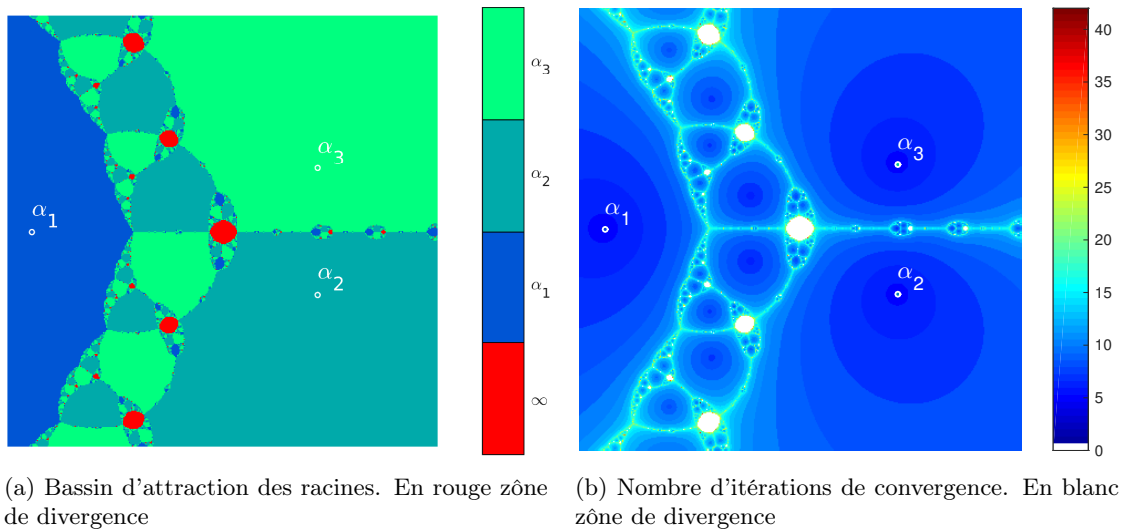 α₁
α₃
α₂
α₃
α₂
α₁
∞
α₁
α₃
α₂
40
35
30
25
20
15
10
5
0
(a) Bassin d'attraction des racines. En rouge zône
de divergence
(b) Nombre d'itérations de convergence. En blanc
zône de divergence